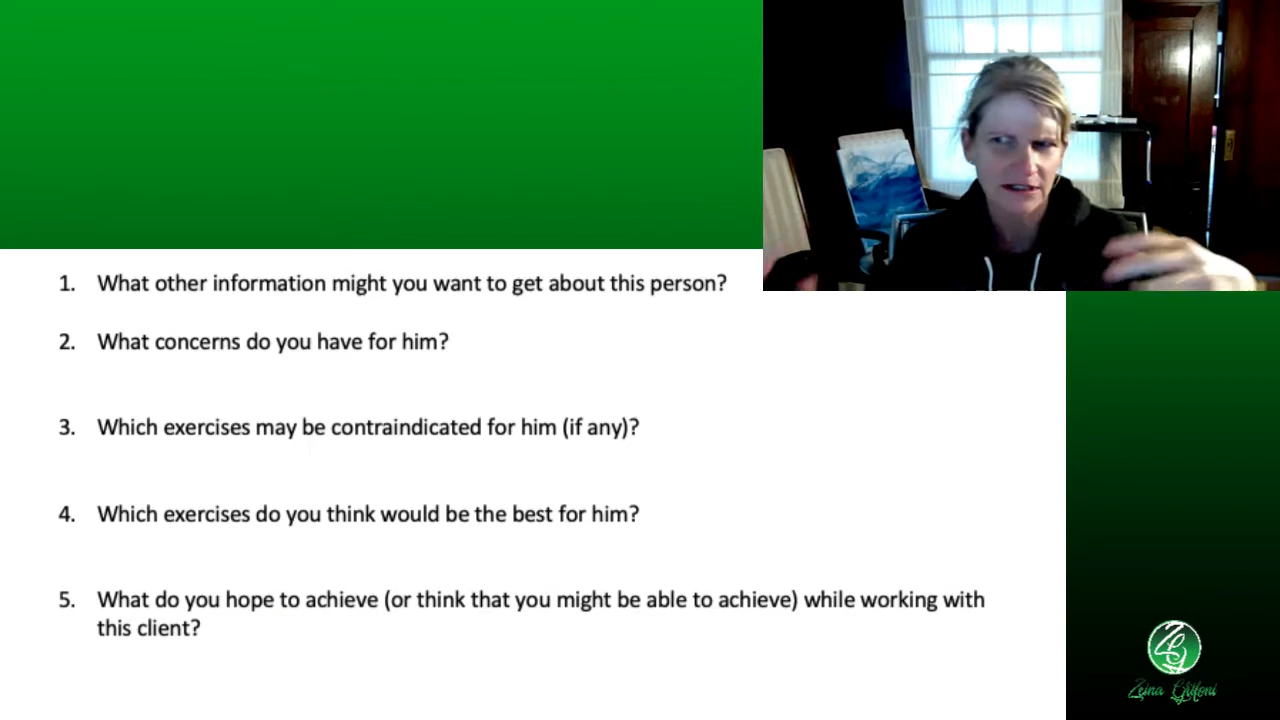 1. What other information might you want to get about this person?
2. What concerns do you have for him?
3. Which exercises may be contraindicated for him (if any)?
4. Which exercises do you think would be the best for him?
5. What do you hope to achieve (or think that you might be able to achieve) while working with
this client?
ZG
Zeina Grifoni